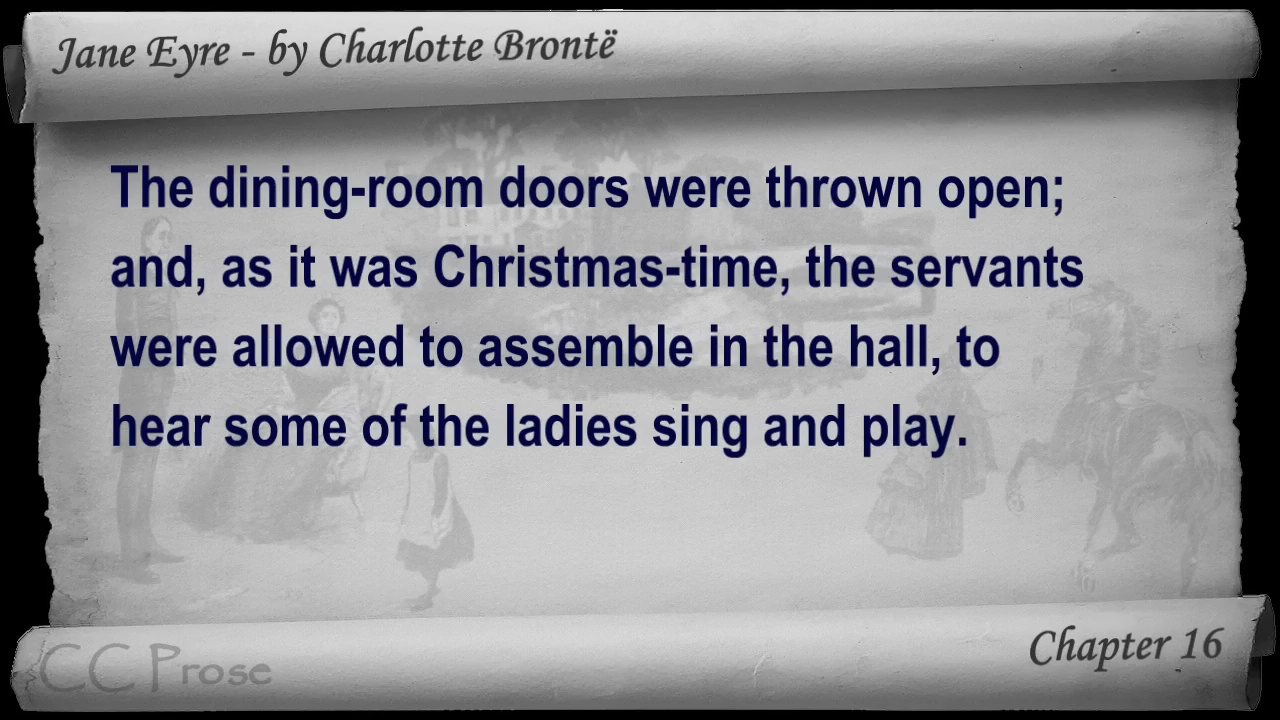 Jane Eyre - by Charlotte Brontë
The dining-room doors were thrown open;
and, as it was Christmas-time, the servants
were allowed to assemble in the hall, to
hear some of the ladies sing and play.
Chapter 16
CC Prose